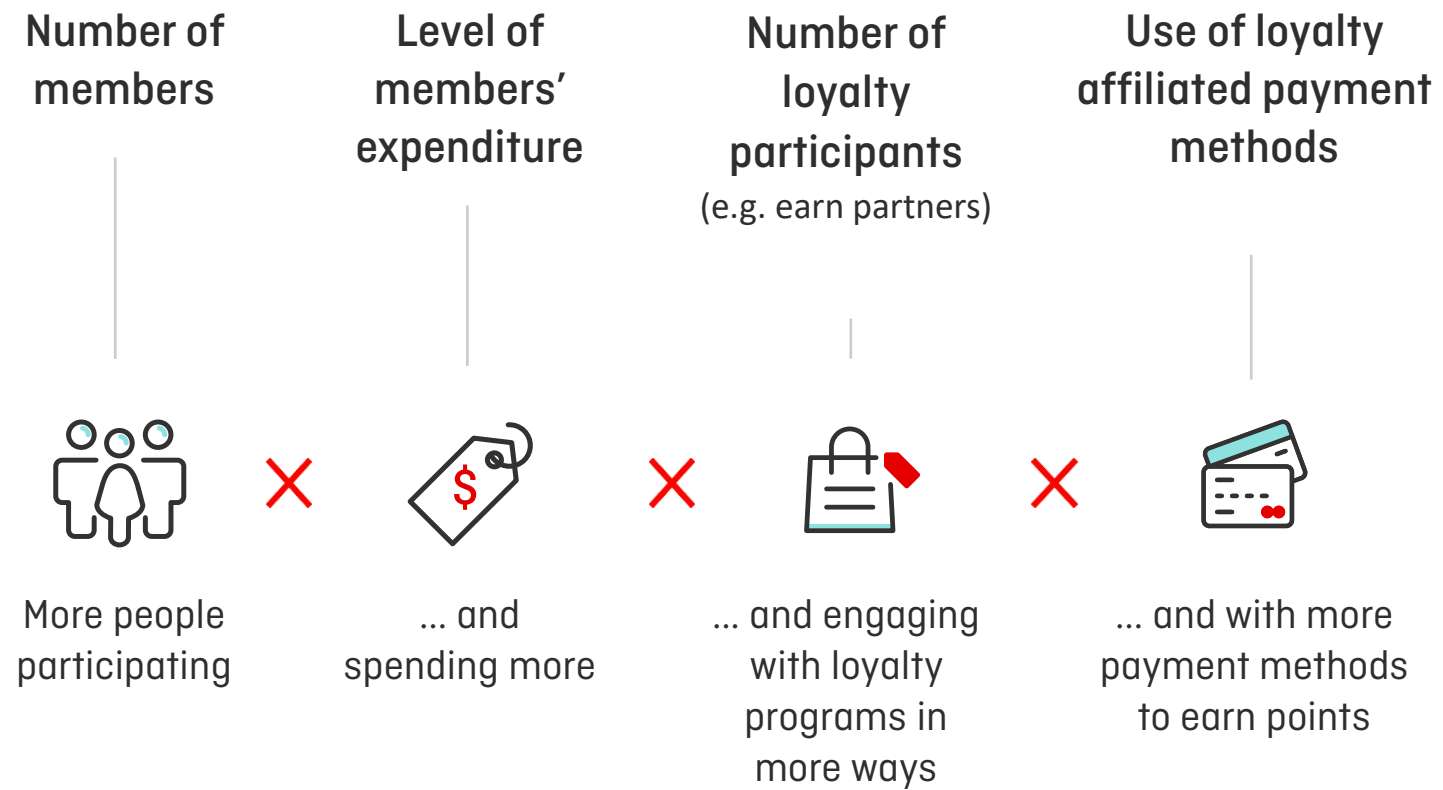 Number of
members
Level of
members’
expenditure
Number of
loyalty
participants
(e.g. earn partners)
Use of loyalty
affiliated payment
methods
$
More people
participating
... and
spending more
... and engaging
with loyalty
programs in
more ways
... and with more
payment methods
to earn points